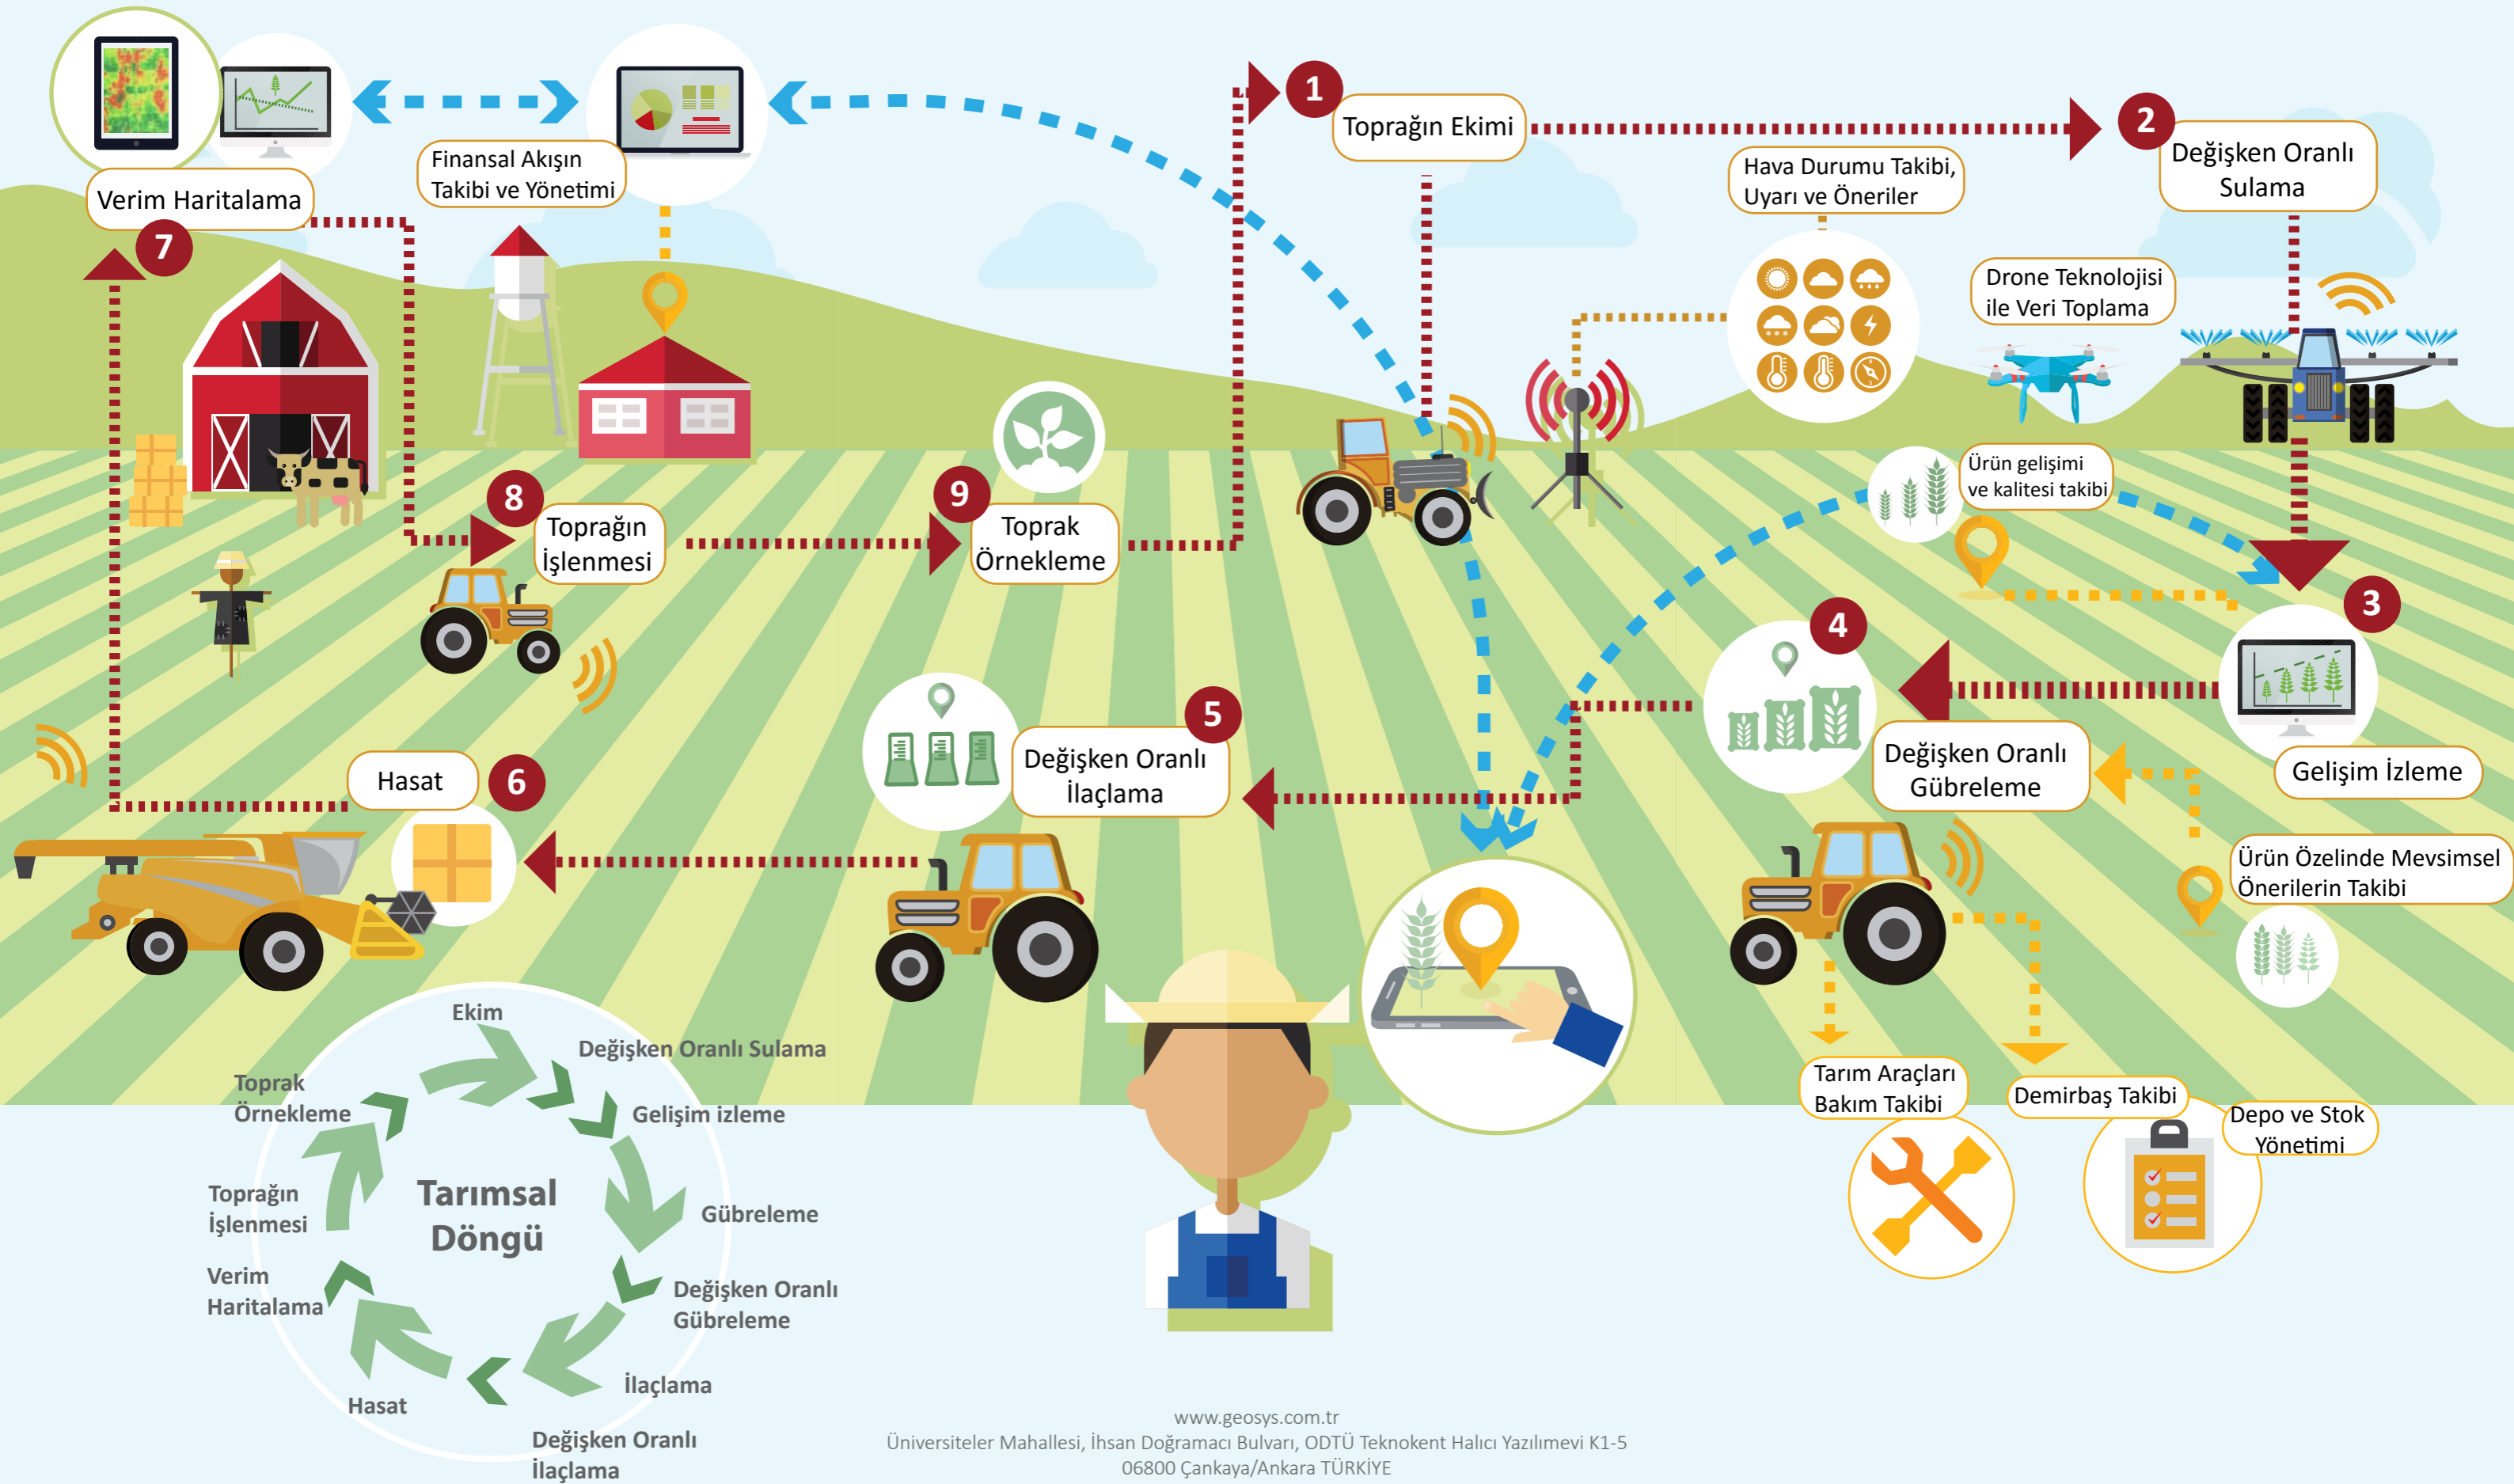 1
Toprağın Ekimi
2
Değişken Oranlı
Sulama
Hava Durumu Takibi,
Uyarı ve Öneriler
Finansal Akışın
Takibi ve Yönetimi
Verim Haritalama
7
Drone Teknolojisi
ile Veri Toplama
Ürün gelişimi
ve kalitesi takibi
8
Toprağın
İşlenmesi
9
Toprak
Örnekleme
3
Gelişim İzleme
4
Değişken Oranlı
Gübreleme
5
Değişken Oranlı
İlaçlama
6
Hasat
Ürün Özelinde Mevsimsel
Önerilerin Takibi
Tarım Araçları
Bakım Takibi
Demirbaş Takibi
Depo ve Stok
Yönetimi
Tarımsal
Döngü
Ekim
Değişken Oranlı Sulama
Gelişim izleme
Gübreleme
Değişken Oranlı
Gübreleme
İlaçlama
Değişken Oranlı
İlaçlama
Hasat
Verim
Haritalama
Toprağın
İşlenmesi
Toprak
Örnekleme
www.geosys.com.tr
Üniversiteler Mahallesi, İhsan Doğramacı Bulvarı, ODTÜ Teknokent Halıcı Yazılımevi K1-5
06800 Çankaya/Ankara TÜRKİYE